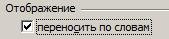 Отображение
переносить по словам